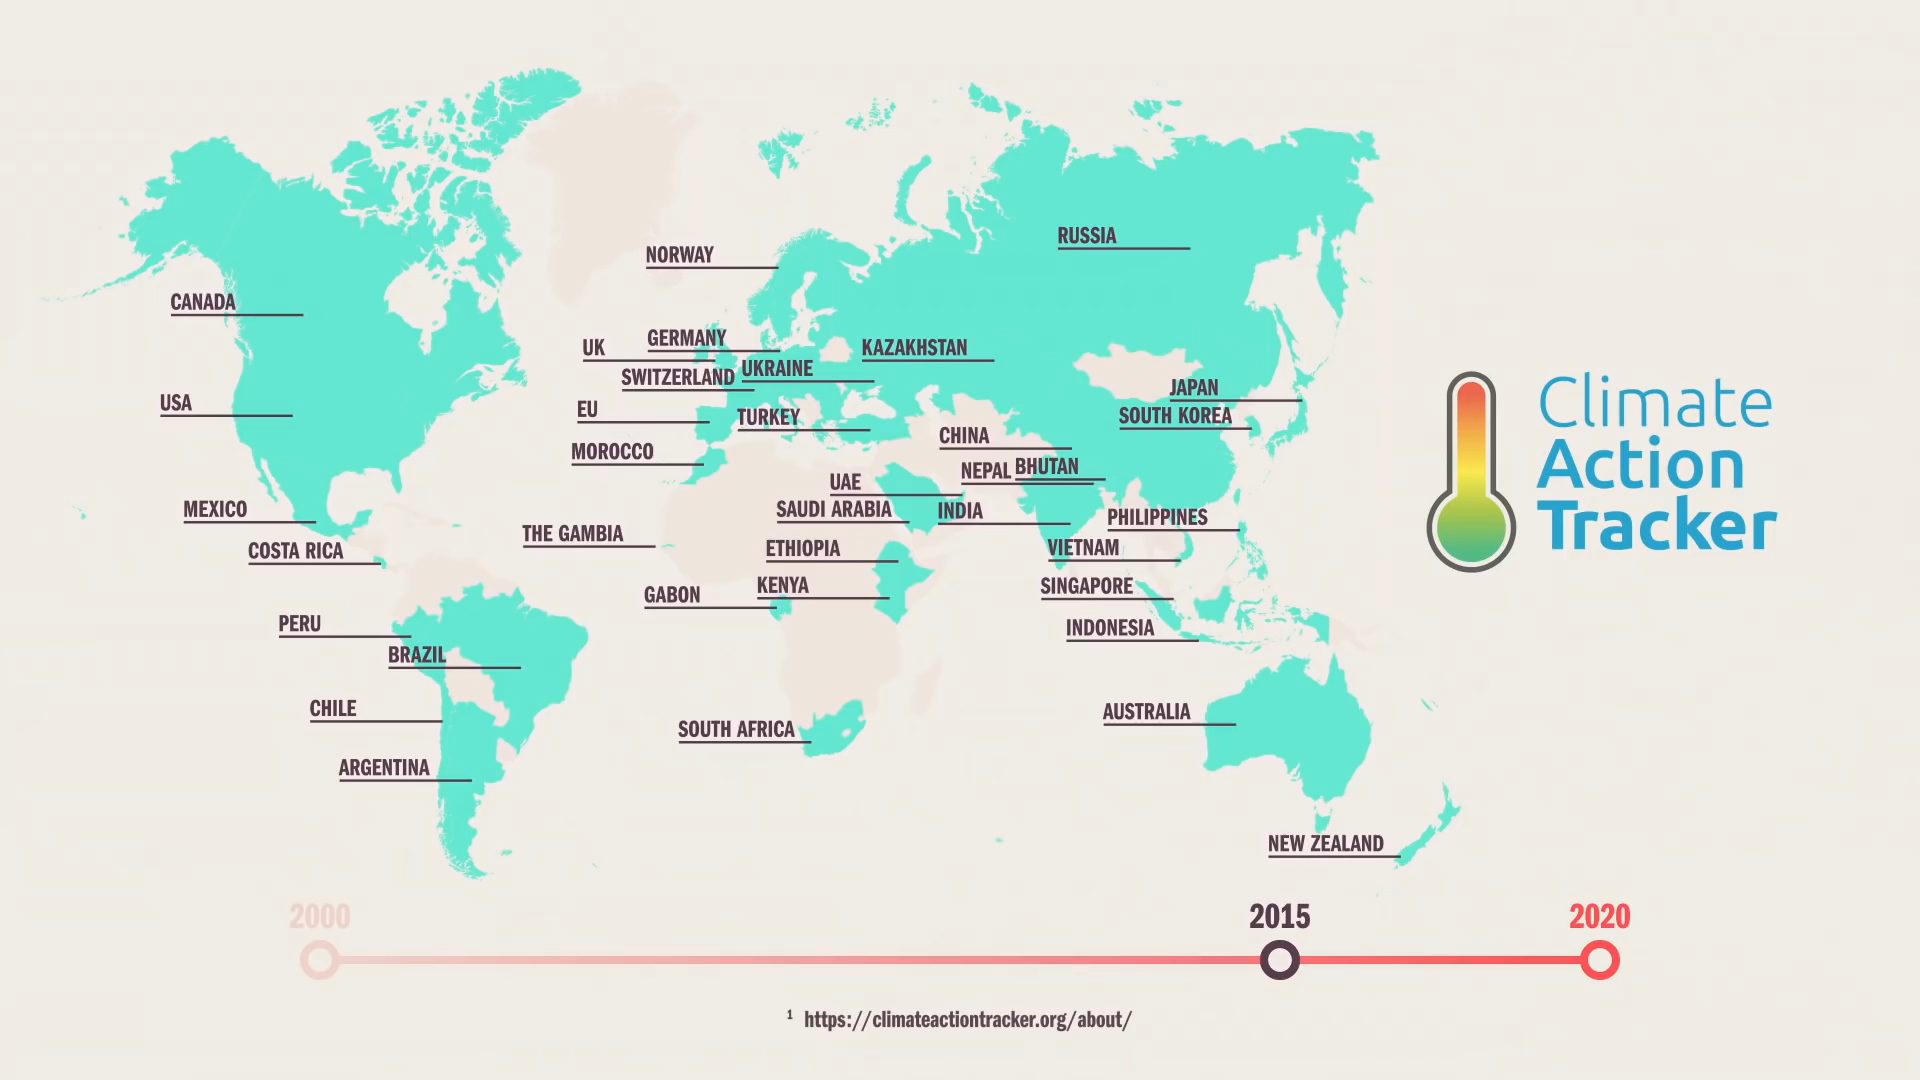 RUSSIA
NORWAY
CANADA
GERMANY
UK
KAZAKHSTAN
UKRAINE
SWITZERLAND
JAPAN
USA
EU
TURKEY
SOUTH KOREA
CHINA
MOROCCO
NEPAL
BHUTAN
UAE
MEXICO
SAUDI ARABIA
INDIA
PHILIPPINES
THE GAMBIA
COSTA RICA
ETHIOPIA
VIETNAM
GABON
KENYA
SINGAPORE
PERU
INDONESIA
BRAZIL
CHILE
AUSTRALIA
SOUTH AFRICA
ARGENTINA
NEW ZEALAND
Climate
Action
Tracker
2000
2015
2020
1 https://climateactiontracker.org/about/